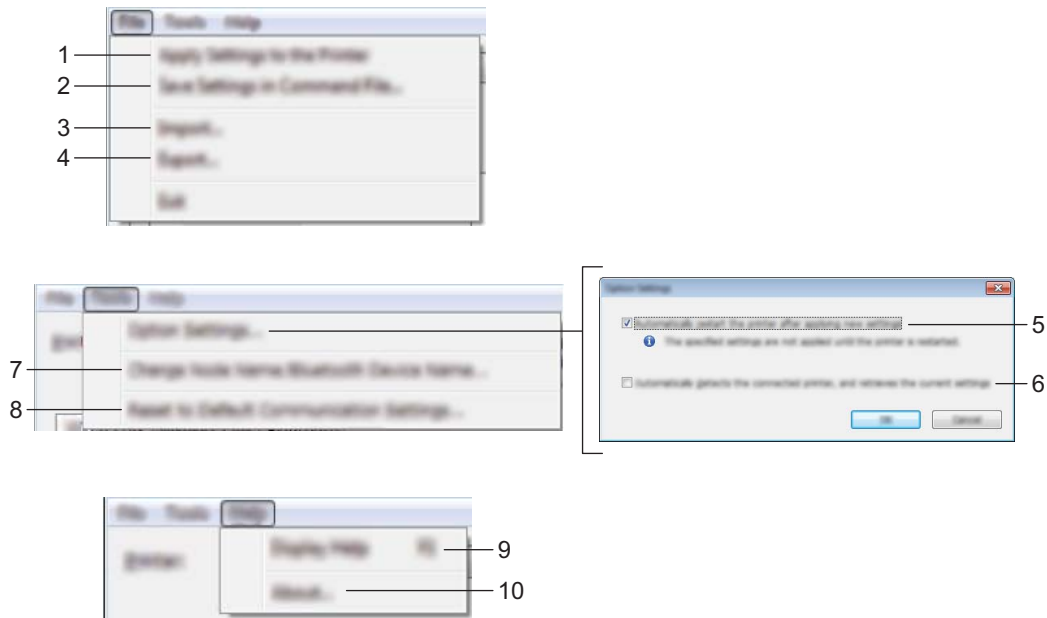 File Tools Help
1 Apply Settings to the Printer
2 Save Settings in Command File...
3 Import...
4 Export...
Exit
File Tools Help
Option Settings...
7 Change Node Name/Bluetooth Device Name...
8 Reset to Default Communication Settings...
Option Settings
Automatically restart the printer after applying new settings 5
The specified settings are not applied until the printer is restarted.
Automatically detects the connected printer, and retrieves the current settings 6
OK Cancel
File Tools Help
Printer:
Display Help F1 9
About... 10